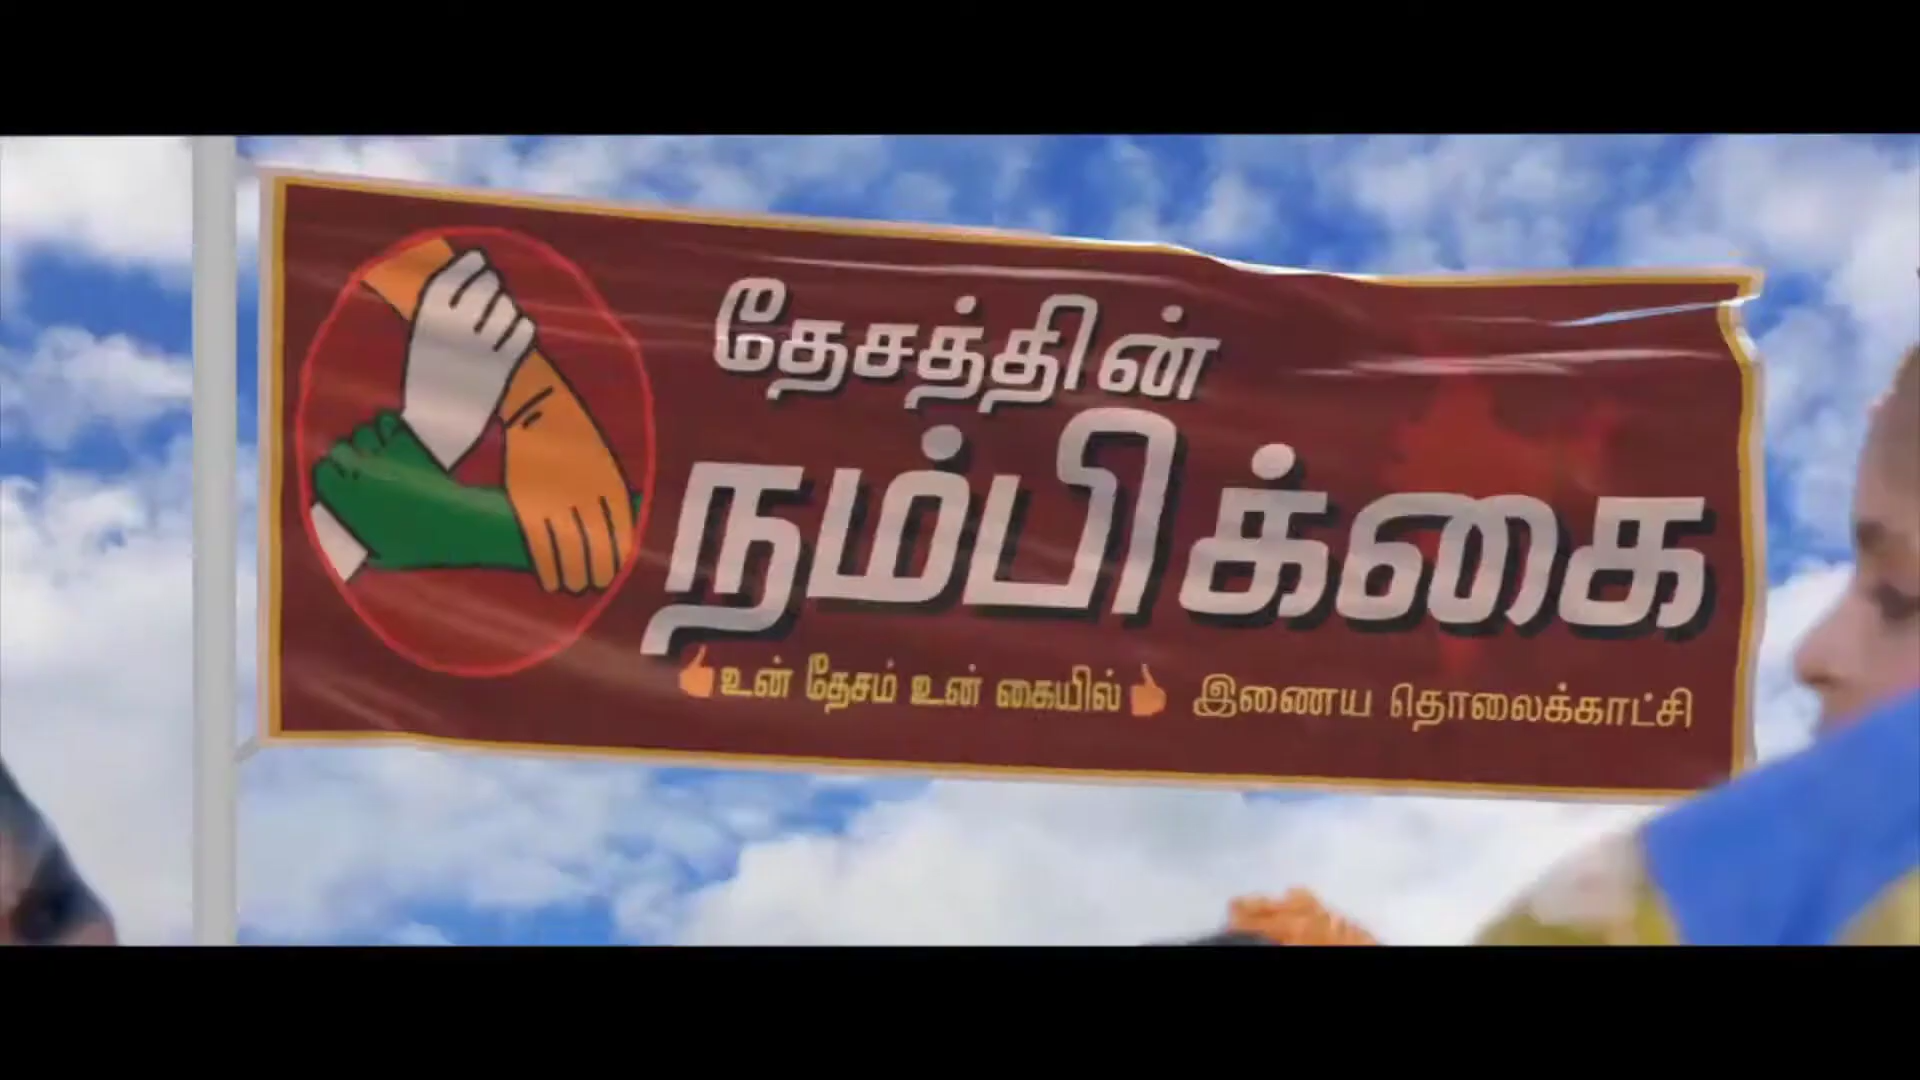 தேசத்தின்
நம்பிக்கை
உன் தேசம் உன் கையில் இணைய தொலைக்காட்சி